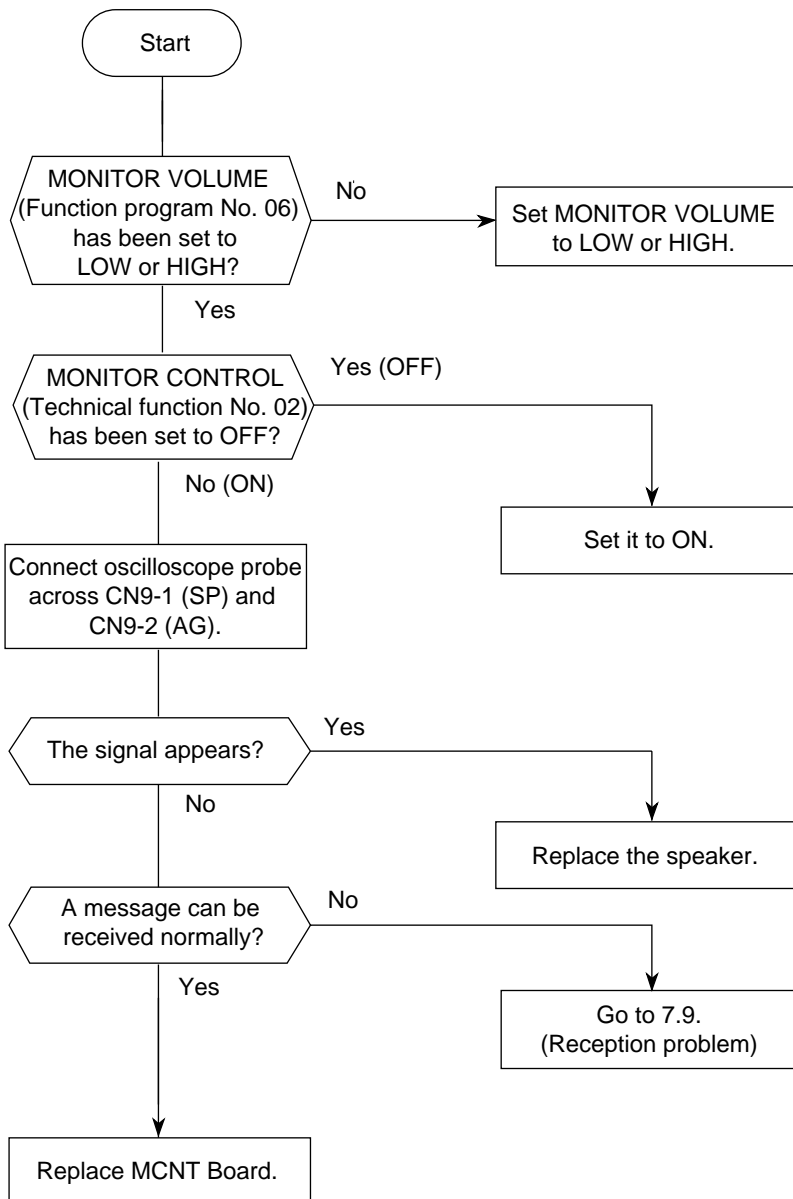 Start
MONITOR VOLUME
(Function program No. 06)
has been set to
LOW or HIGH?
No
Set MONITOR VOLUME
to LOW or HIGH.
Yes
MONITOR CONTROL
(Technical function No. 02)
has been set to OFF?
Yes (OFF)
No (ON)
Set it to ON.
Connect oscilloscope probe
across CN9-1 (SP) and
CN9-2 (AG).
The signal appears?
Yes
No
Replace the speaker.
A message can be
received normally?
No
Yes
Go to 7.9.
(Reception problem)
Replace MCNT Board.